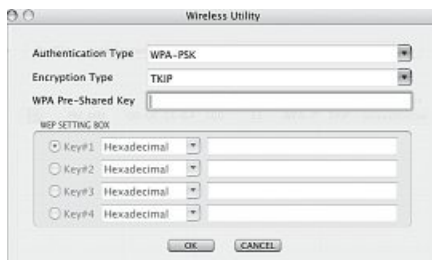 Wireless Utility
Authentication Type WPA-PSK
Encryption Type TKIP
WPA Pre-Shared Key
WEP SETTING BOX
Key#1 Hexadecimal
Key#2 Hexadecimal
Key#3 Hexadecimal
Key#4 Hexadecimal
OK CANCEL